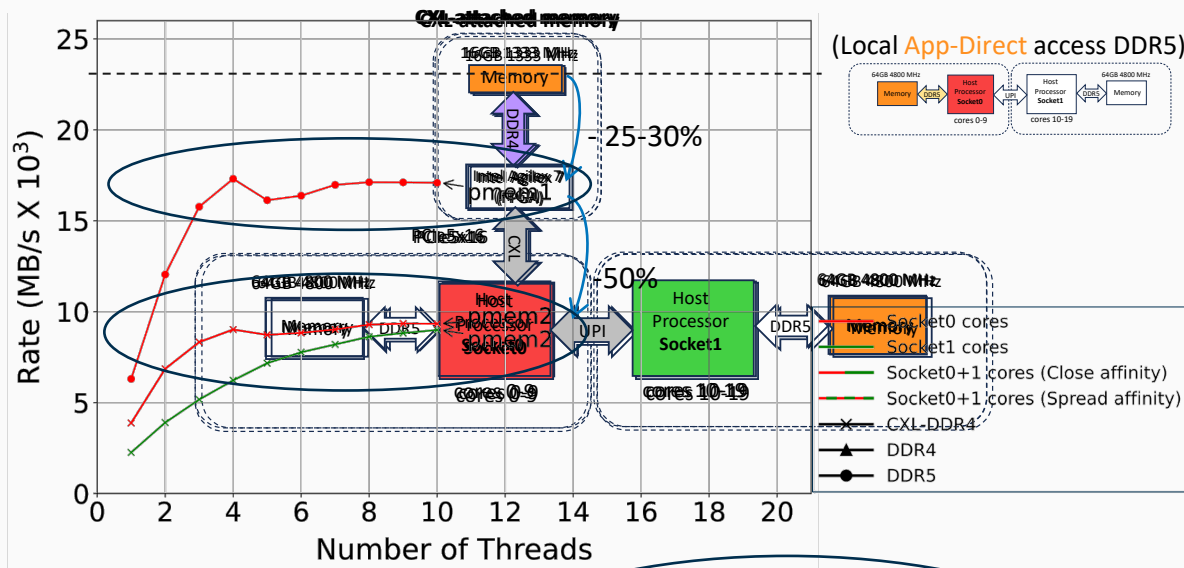 CXL-attached memory
16GB 1333 MHz
Memory
DDR4
Intel Agilex 7
(FPGA)
pmem1
PCIe5x16
CXL
- 25-30%
-50%
64GB 4800 MHz
Memory
DDR5
Host
Processor
Socket0
pmem2
pmem2
cores 0-9
UPI
Host
Processor
Socket1
cores 10-19
DDR5
64GB 4800 MHz
Memory
(Local App-Direct access DDR5)
64GB 4800 MHz
Memory
DDR5
Host
Processor
Socket0
cores 0-9
UPI
Host
Processor
Socket1
cores 10-19
DDR5
64GB 4800 MHz
Memory
Rate (MB/s X 10³)
25
20
15
10
5
0
0 2 4 6 8 10 12 14 16 18 20
Number of Threads
Socket0 cores
Socket1 cores
Socket0+1 cores (Close affinity)
Socket0+1 cores (Spread affinity)
CXL-DDR4
DDR4
DDR5